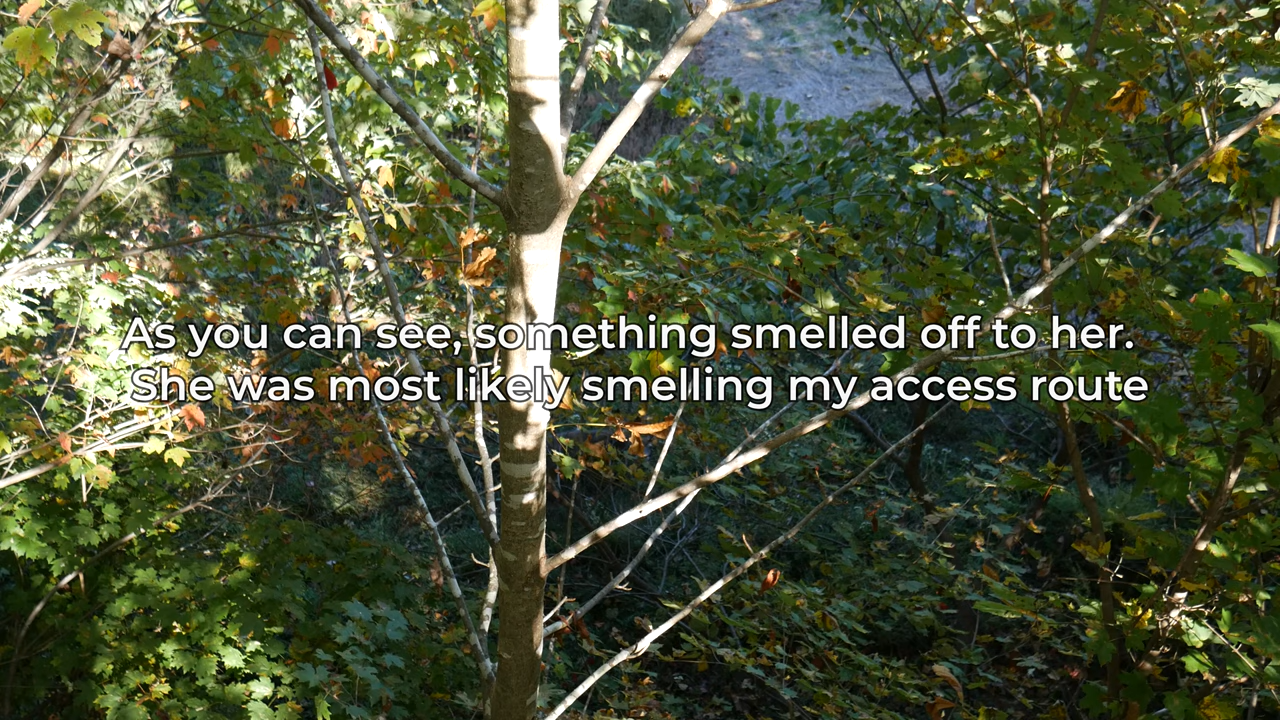 As you can see, something smelled off to her.
She was most likely smelling my access route